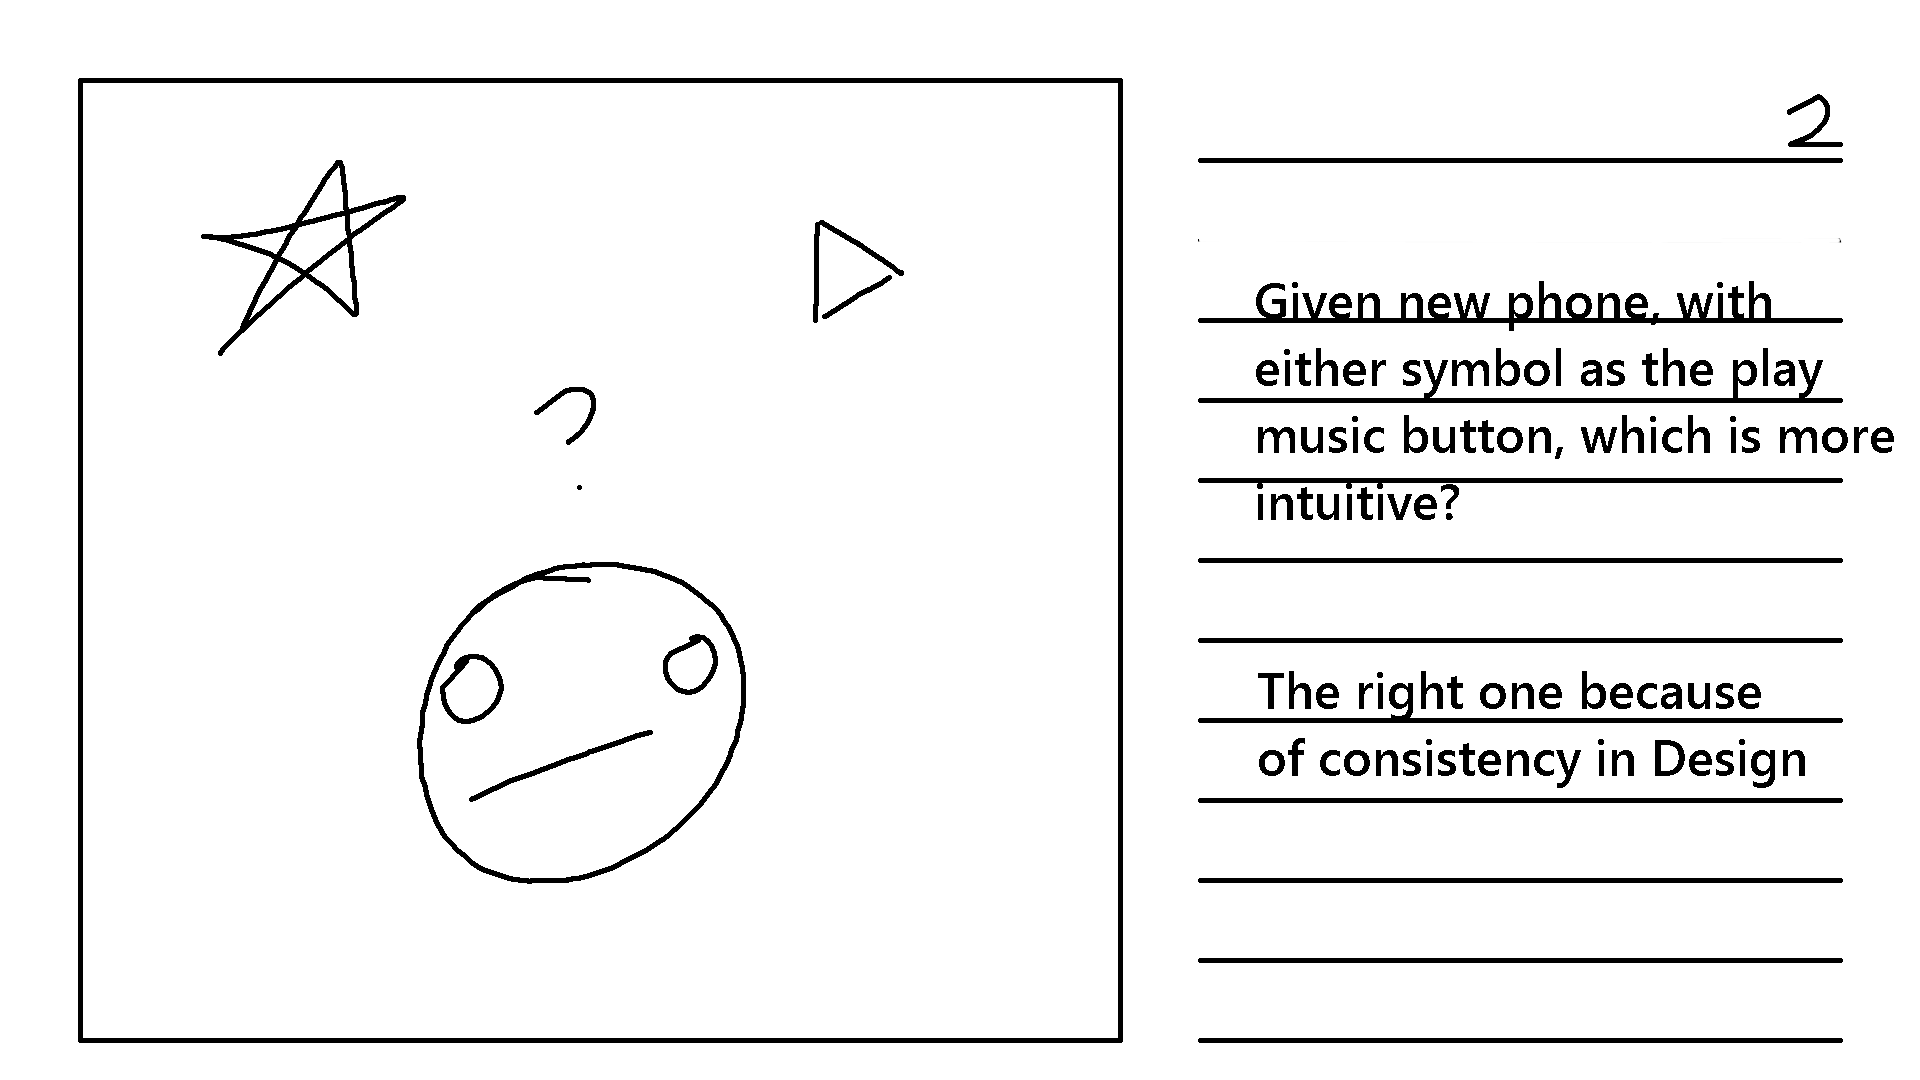 2
?
Given new phone, with
either symbol as the play
music button, which is more
intuitive?
The right one because
of consistency in Design